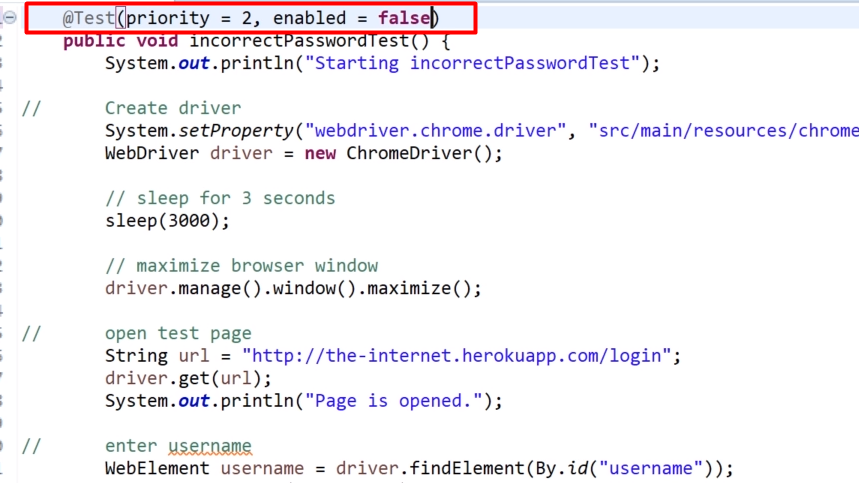 @Test(priority = 2, enabled = false)
public void incorrectPasswordTest() {
System.out.println("Starting incorrectPasswordTest");
// Create driver
System.setProperty("webdriver.chrome.driver", "src/main/resources/chrome
WebDriver driver = new ChromeDriver();
// sleep for 3 seconds
sleep(3000);
// maximize browser window
driver.manage().window().maximize();
// open test page
String url = "http://the-internet.herokuapp.com/login";
driver.get(url);
System.out.println("Page is opened.");
// enter username
WebElement username = driver.findElement(By.id("username"));